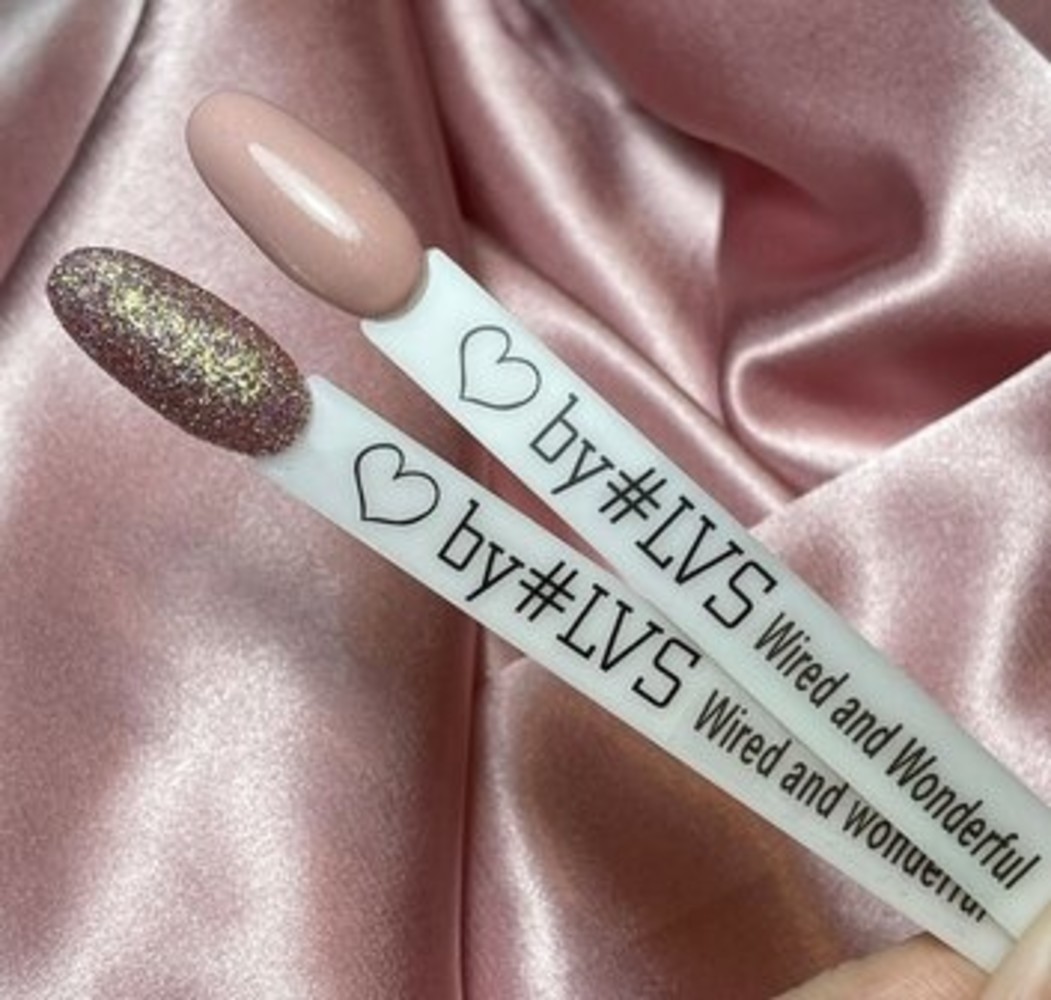 by#LVS Wired and Wonderful
by#LVS Wired and wonderful